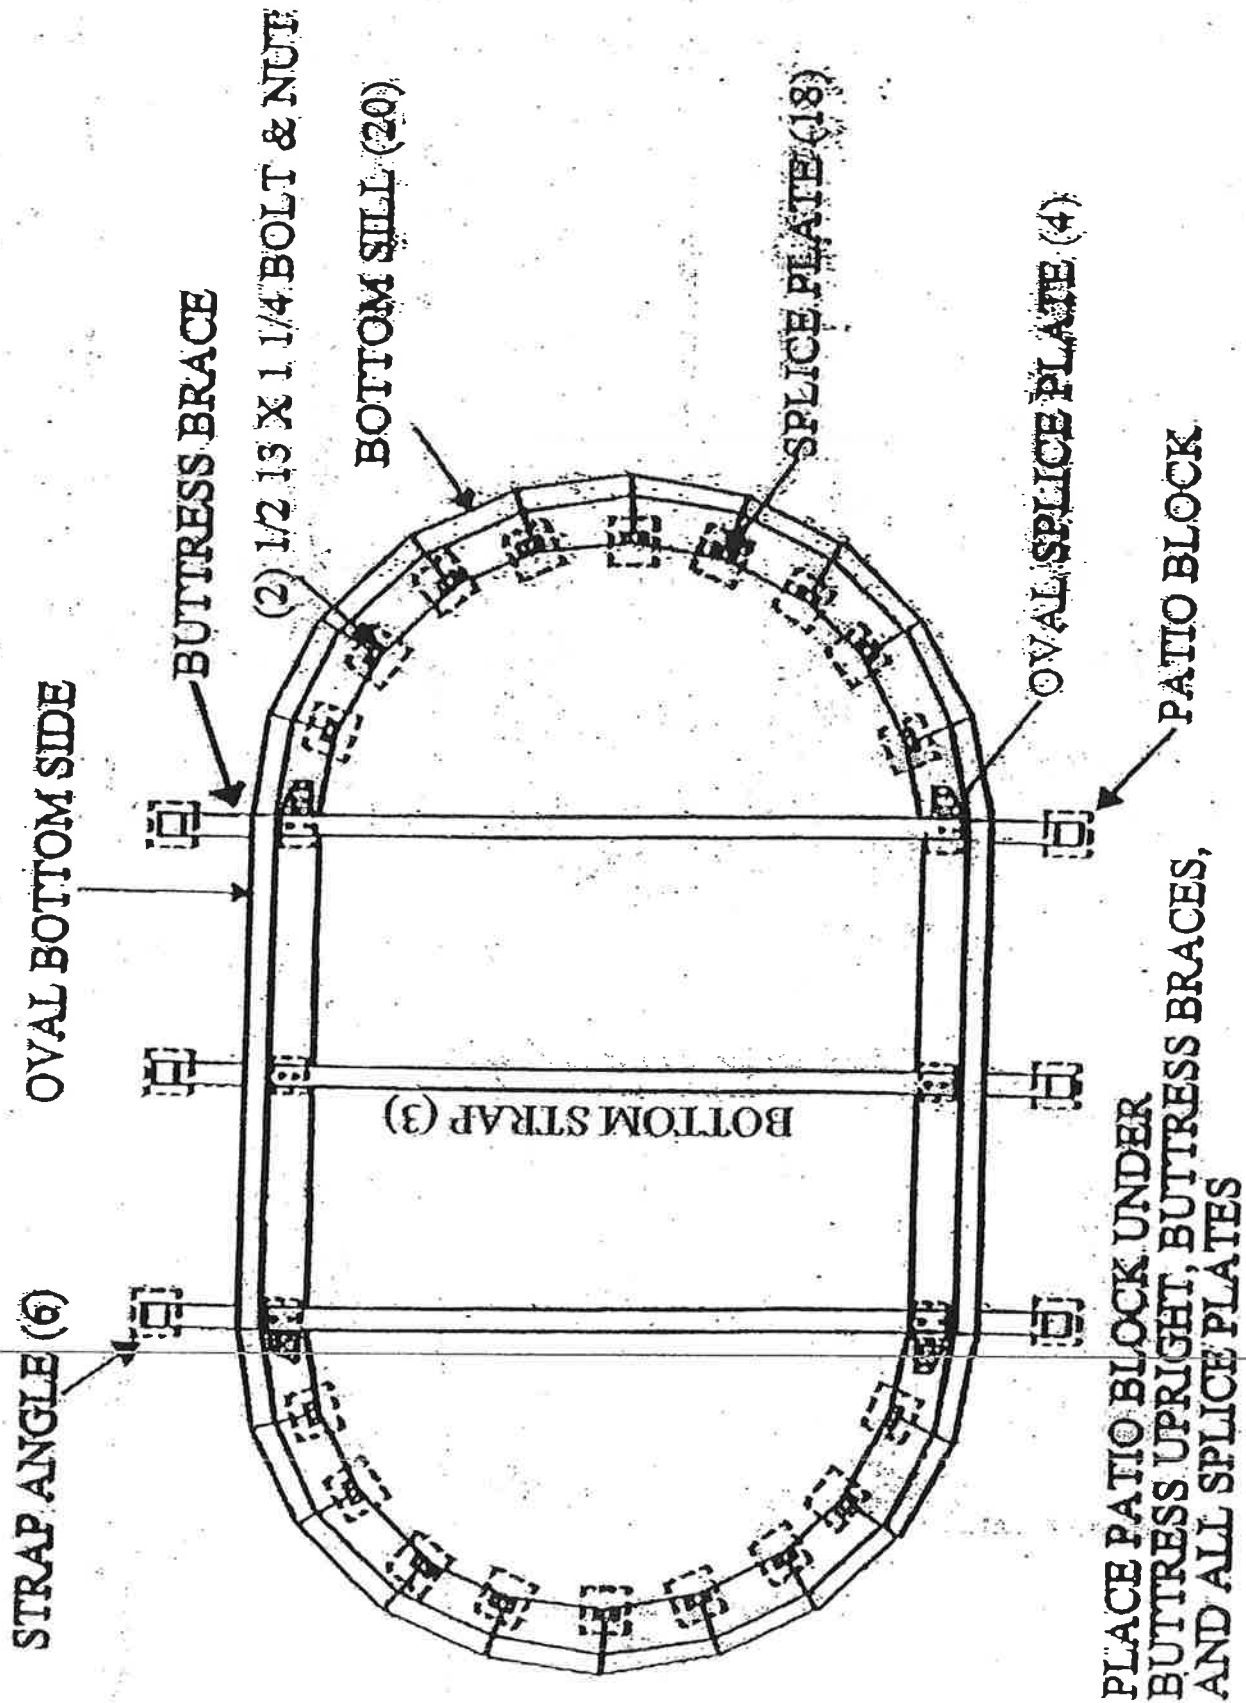 STRAP ANGLE (6)
OVAL BOTTOM SIDE
BUTTRESS BRACE
(2) 1/2 13 X 1 1/4 BOLT & NUT
BOTTOM SILL (20)
BOTTOM STRAP (3)
SPLICE PLATE (18)
OVAL SPLICE PLATE (4)
PATIO BLOCK
PLACE PATIO BLOCK UNDER
BUTTRESS UPRIGHT, BUTTRESS BRACES,
AND ALL SPLICE PLATES